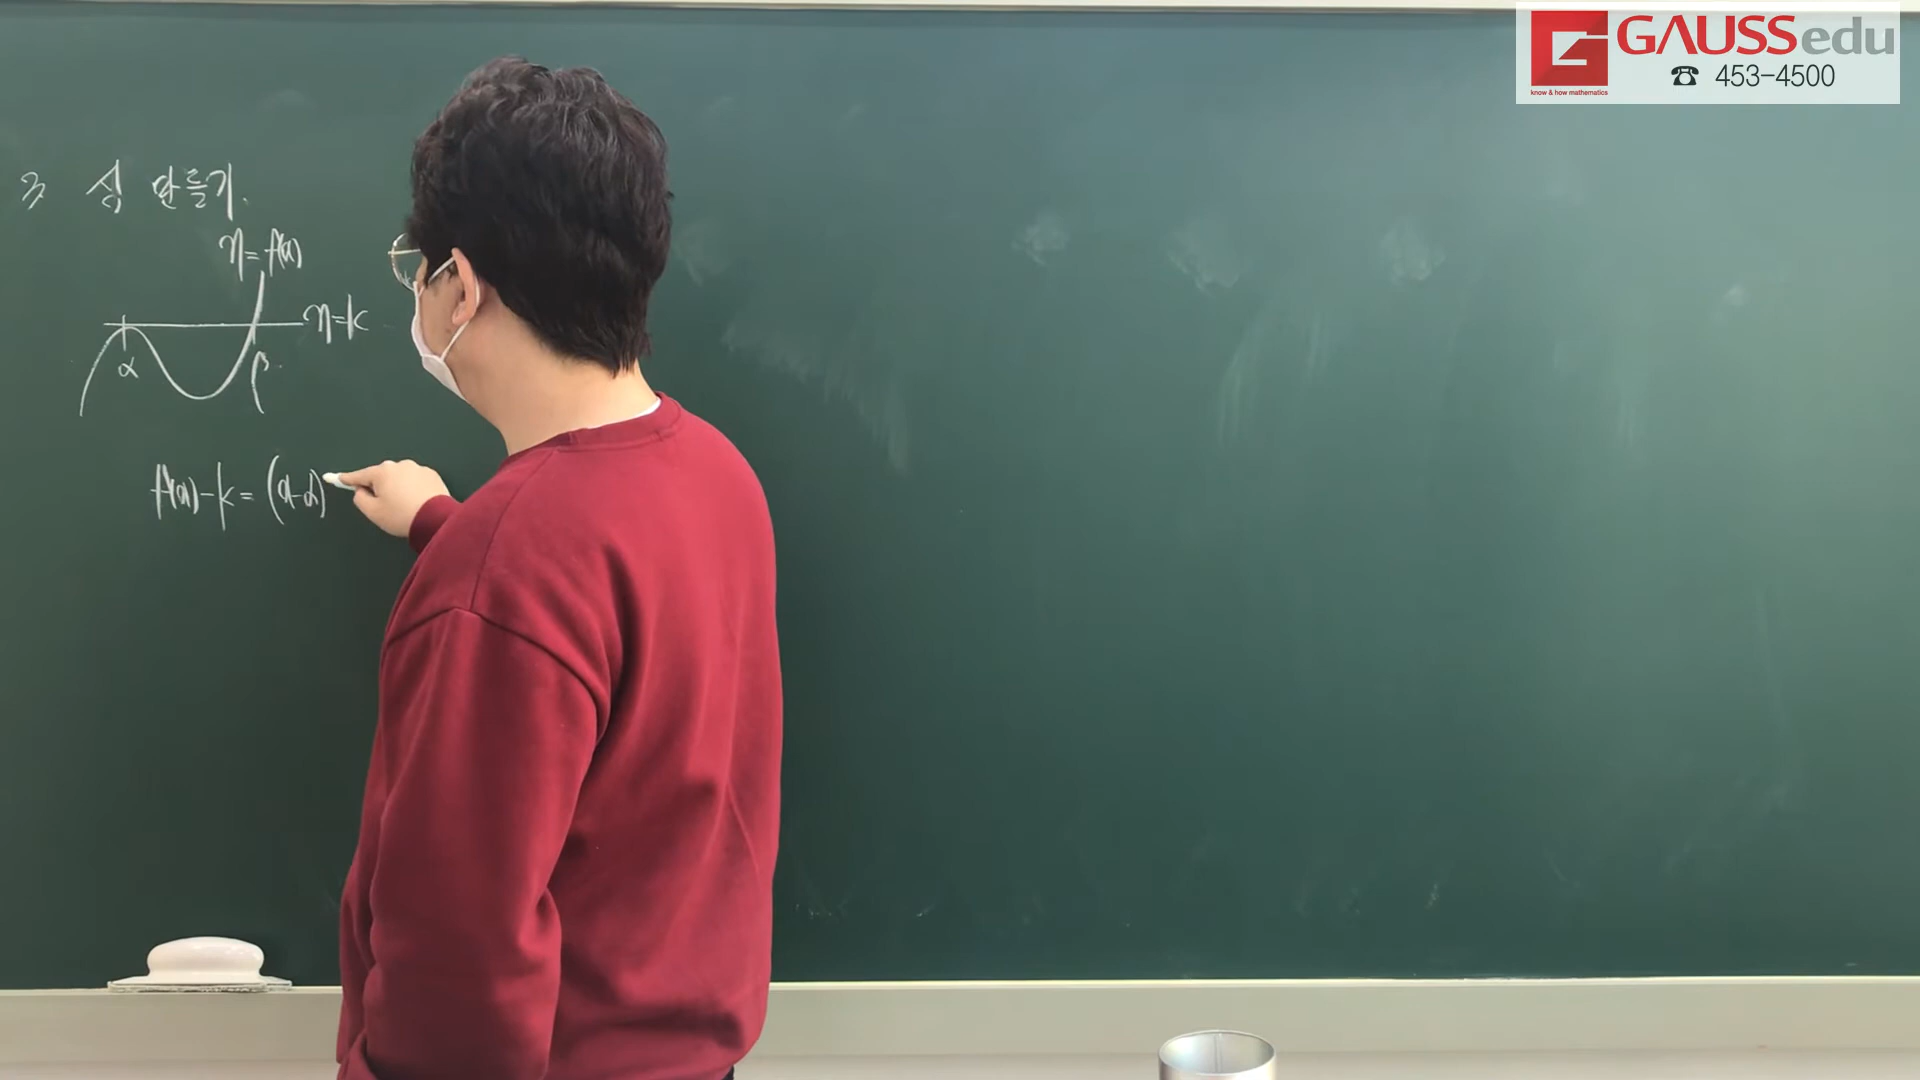 3) 식 만들기.
y=f(x)
y=k
α
β
f(x)-k=(x-α)
GAUSSedu
know & how mathematics
☎ 453-4500